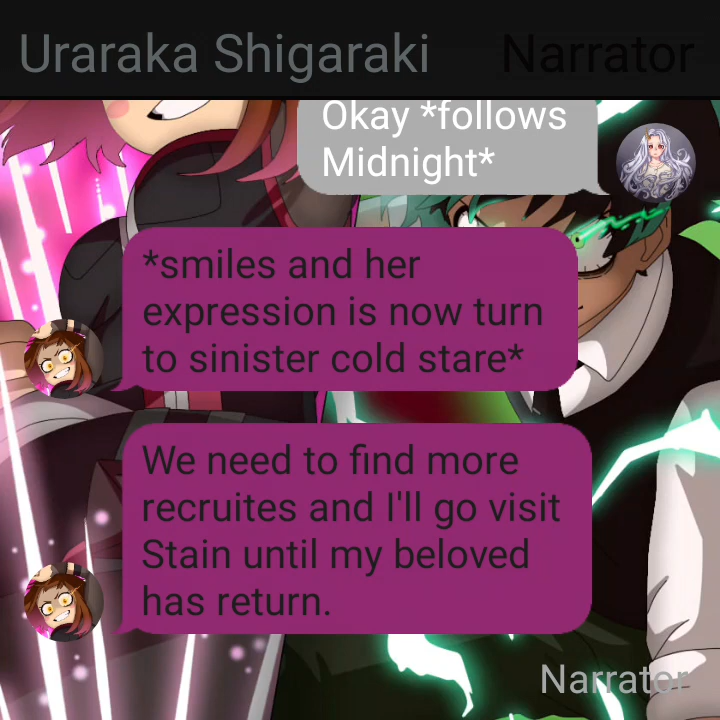 Uraraka Shigaraki Narrator
Okay *follows
Midnight*
*smiles and her
expression is now turn
to sinister cold stare*
We need to find more
recruites and I'll go visit
Stain until my beloved
has return.
Narrator